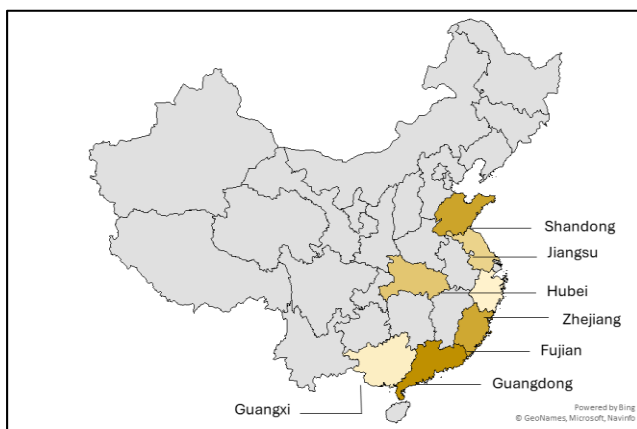 Shandong
Jiangsu
Hubei
Zhejiang
Fujian
Guangdong
Guangxi
Powered by Bing
© GeoNames, Microsoft, Navinfo